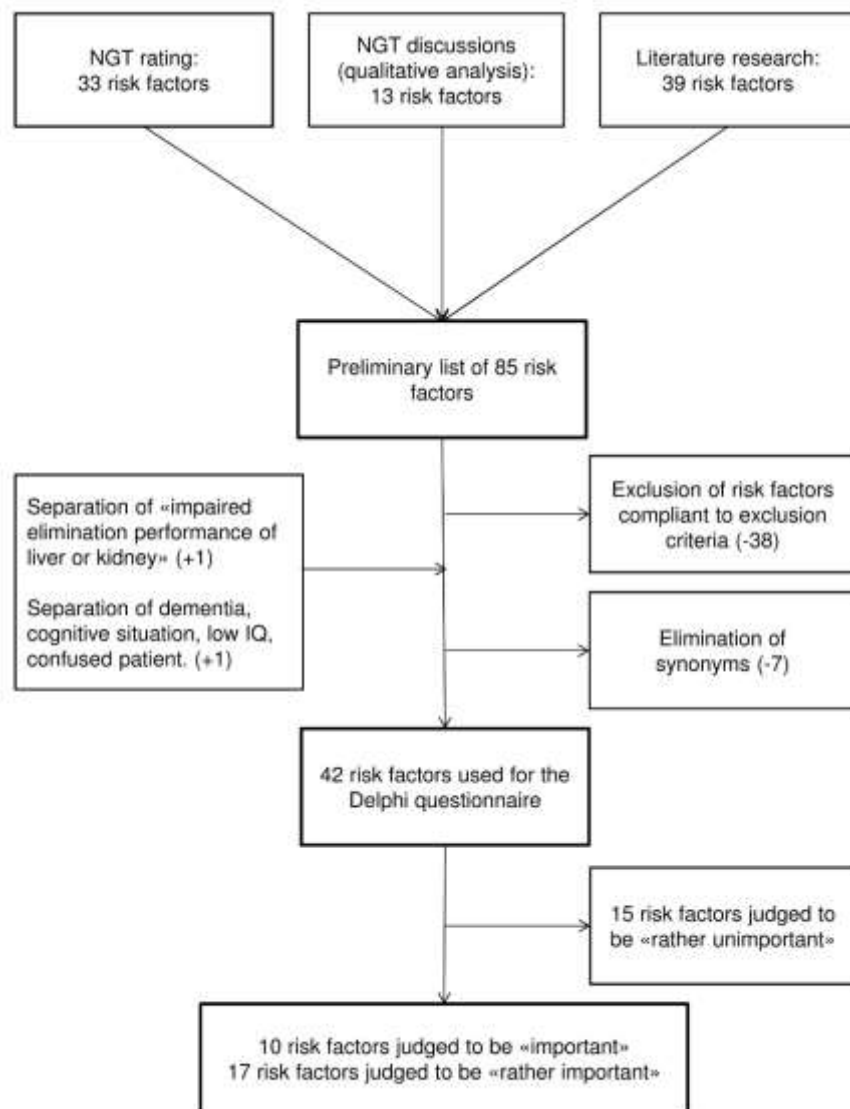 NGT rating:
33 risk factors
NGT discussions
(qualitative analysis):
13 risk factors
Literature research:
39 risk factors
Preliminary list of 85 risk
factors
Separation of «impaired
elimination performance of
liver or kidney» (+1)
Separation of dementia,
cognitive situation, low IQ,
confused patient. (+1)
Exclusion of risk factors
compliant to exclusion
criteria (-38)
Elimination of
synonyms (-7)
42 risk factors used for the
Delphi questionnaire
15 risk factors judged to
be «rather unimportant»
10 risk factors judged to be «important»
17 risk factors judged to be «rather important»